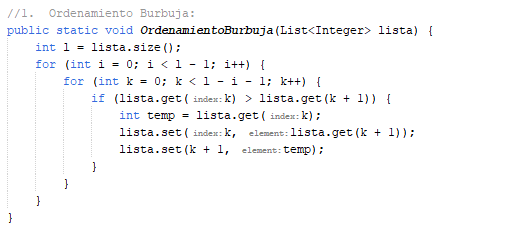 //1.  Ordenamiento Burbuja:
public static void OrdenamientoBurbuja(List<Integer> lista) {
    int l = lista.size();
    for (int i = 0; i < l - 1; i++) {
        for (int k = 0; k < l - i - 1; k++) {
            if (lista.get( index: k) > lista.get(k + 1)) {
                int temp = lista.get( index: k);
                lista.set( index: k,  element: lista.get(k + 1));
                lista.set(k + 1,  element: temp);
            }
        }
    }
}